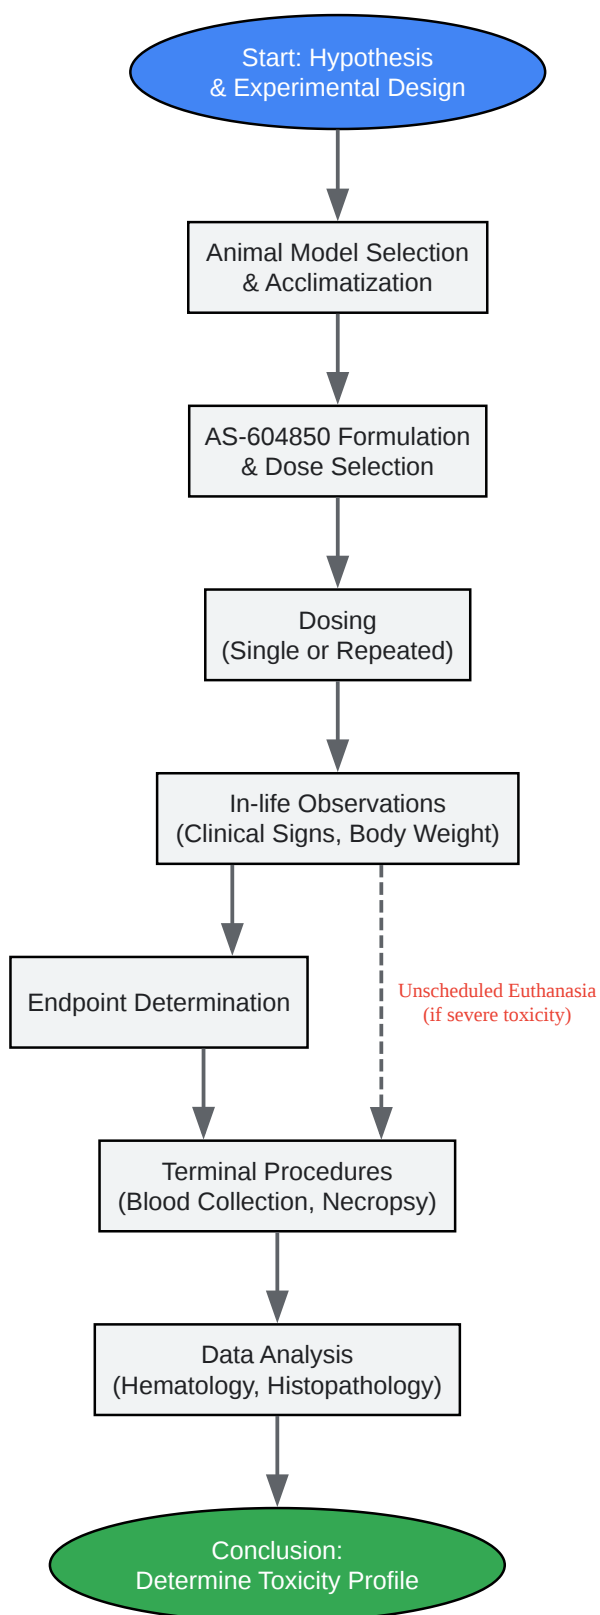 Start: Hypothesis
& Experimental Design
Animal Model Selection
& Acclimatization
AS-604850 Formulation
& Dose Selection
Dosing
(Single or Repeated)
In-life Observations
(Clinical Signs, Body Weight)
Endpoint Determination
Unscheduled Euthanasia
(if severe toxicity)
Terminal Procedures
(Blood Collection, Necropsy)
Data Analysis
(Hematology, Histopathology)
Conclusion:
Determine Toxicity Profile